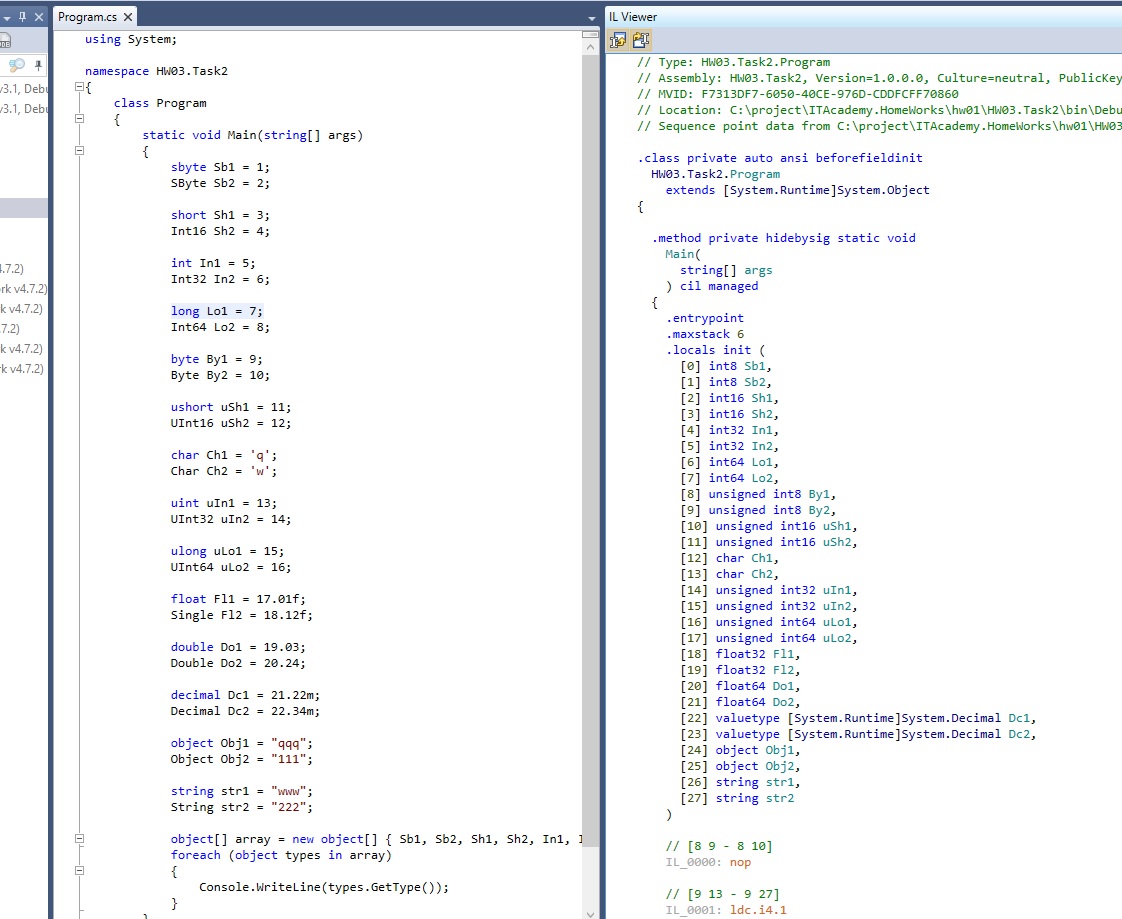 Program.cs
using System;
namespace HW03.Task2
{
class Program
{
static void Main(string[] args)
{
sbyte Sb1 = 1;
SByte Sb2 = 2;
short Sh1 = 3;
Int16 Sh2 = 4;
int In1 = 5;
Int32 In2 = 6;
long Lo1 = 7;
Int64 Lo2 = 8;
byte By1 = 9;
Byte By2 = 10;
ushort uSh1 = 11;
UInt16 uSh2 = 12;
char Ch1 = 'q';
Char Ch2 = 'w';
uint uIn1 = 13;
UInt32 uIn2 = 14;
ulong uLo1 = 15;
UInt64 uLo2 = 16;
float Fl1 = 17.01f;
Single Fl2 = 18.12f;
double Do1 = 19.03;
Double Do2 = 20.24;
decimal Dc1 = 21.22m;
Decimal Dc2 = 22.34m;
object Obj1 = "qqq";
Object Obj2 = "111";
string str1 = "www";
String str2 = "222";
object[] array = new object[] { Sb1, Sb2, Sh1, Sh2, In1, I
foreach (object types in array)
{
Console.WriteLine(types.GetType());
}
v3.1, Debu
v3.1, Debu
4.7.2)
rk v4.7.2)
k v4.7.2)
7.2)
k v4.7.2)
k v4.7.2)
IL Viewer
// Type: HW03.Task2.Program
// Assembly: HW03.Task2, Version=1.0.0.0, Culture=neutral, PublicKey
// MVID: F7313DF7-6050-40CE-976D-CDDFCFF70860
// Location: C:\project\ITAcademy.HomeWorks\hw01\HW03.Task2\bin\Debu
// Sequence point data from C:\project\ITAcademy.HomeWorks\hw01\HW03
.class private auto ansi beforefieldinit
HW03.Task2.Program
extends [System.Runtime]System.Object
{
.method private hidebysig static void
Main(
string[] args
) cil managed
{
.entrypoint
.maxstack 6
.locals init (
[0] int8 Sb1,
[1] int8 Sb2,
[2] int16 Sh1,
[3] int16 Sh2,
[4] int32 In1,
[5] int32 In2,
[6] int64 Lo1,
[7] int64 Lo2,
[8] unsigned int8 By1,
[9] unsigned int8 By2,
[10] unsigned int16 uSh1,
[11] unsigned int16 uSh2,
[12] char Ch1,
[13] char Ch2,
[14] unsigned int32 uIn1,
[15] unsigned int32 uIn2,
[16] unsigned int64 uLo1,
[17] unsigned int64 uLo2,
[18] float32 Fl1,
[19] float32 Fl2,
[20] float64 Do1,
[21] float64 Do2,
[22] valuetype [System.Runtime]System.Decimal Dc1,
[23] valuetype [System.Runtime]System.Decimal Dc2,
[24] object Obj1,
[25] object Obj2,
[26] string str1,
[27] string str2
)
// [8 9 - 8 10]
IL_0000: nop
// [9 13 - 9 27]
IL_0001: ldc.i4.1